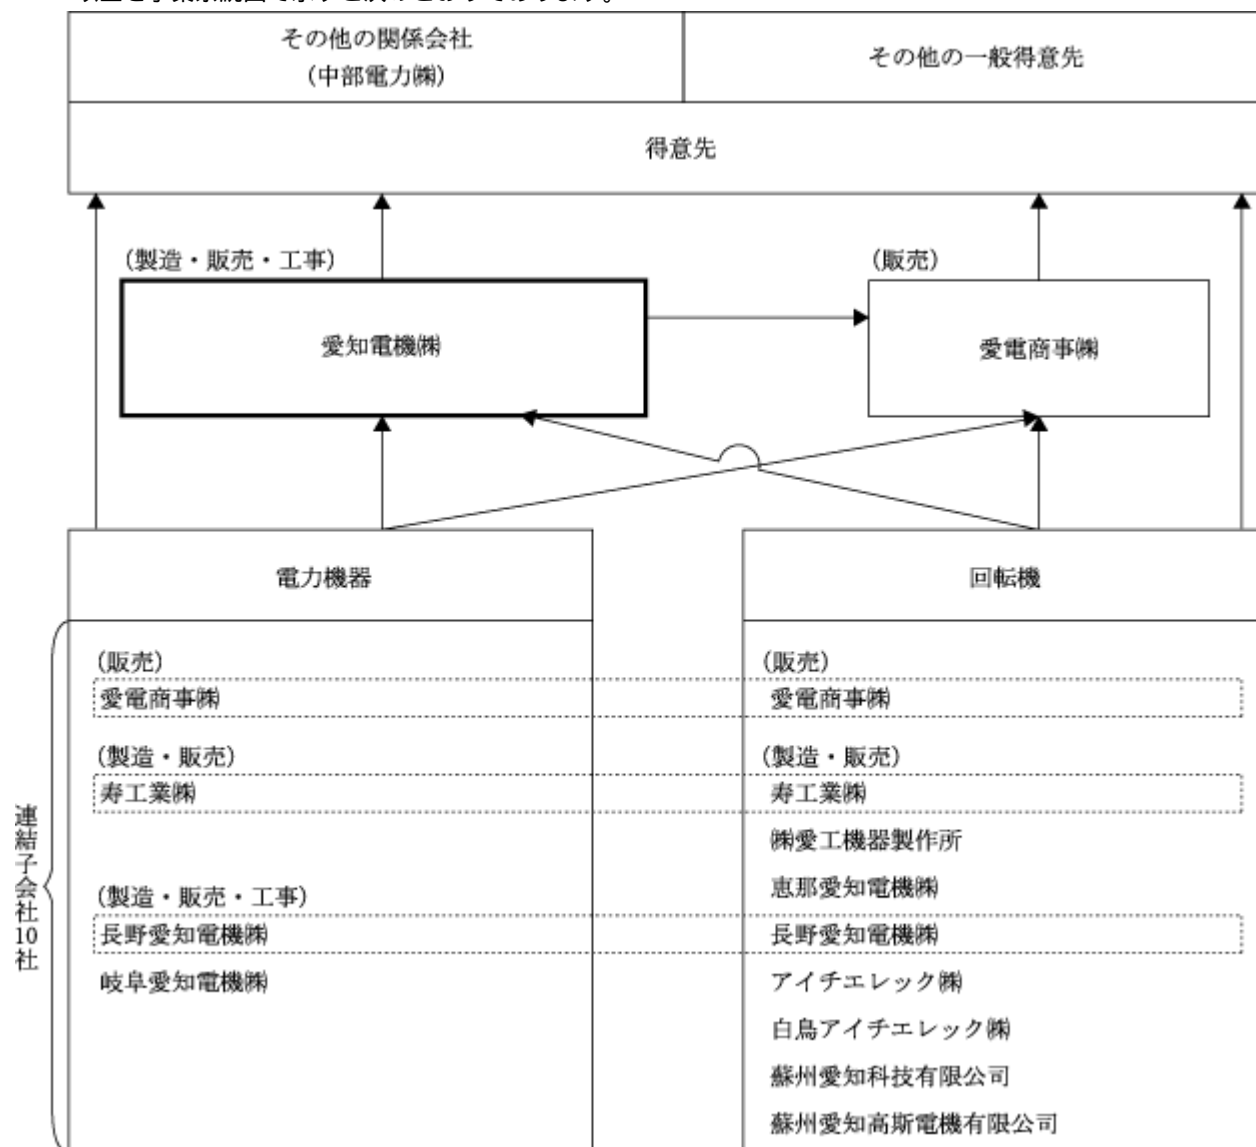 その他の関係会社
(中部電力㈱)
その他の一般得意先
得意先
(製造・販売・工事)
愛知電機㈱
(販売)
愛電商事㈱
電力機器
回転機
連結子会社10社
(販売)
愛電商事㈱
(製造・販売)
寿工業㈱
(製造・販売・工事)
長野愛知電機㈱
岐阜愛知電機㈱
(販売)
愛電商事㈱
(製造・販売)
寿工業㈱
㈱愛工機器製作所
恵那愛知電機㈱
長野愛知電機㈱
アイチエレック㈱
白鳥アイチエレック㈱
蘇州愛知科技有限公司
蘇州愛知高斯電機有限公司